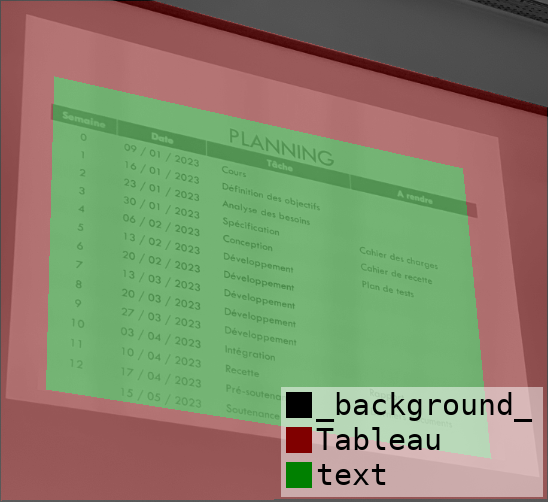 PLANNING
Semaine Date Tâche A rendre
0 09 / 01 / 2023 Cours
1 16 / 01 / 2023 Definition des objectifs
2 23 / 01 / 2023 Analyse des besoins
3 30 / 01 / 2023 Spécification Cahier des charges
4 06 / 02 / 2023 Conception Cahier de recette
5 13 / 02 / 2023 Développement Plan de tests
6 20 / 02 / 2023 Développement
7 13 / 03 / 2023 Développement
8 20 / 03 / 2023 Développement
9 27 / 03 / 2023 Développement
10 03 / 04 / 2023 Intégration
11 10 / 04 / 2023 Recette
12 17 / 04 / 2023
15 / 05 / 2023 Soutenance
_background_
Tableau
text